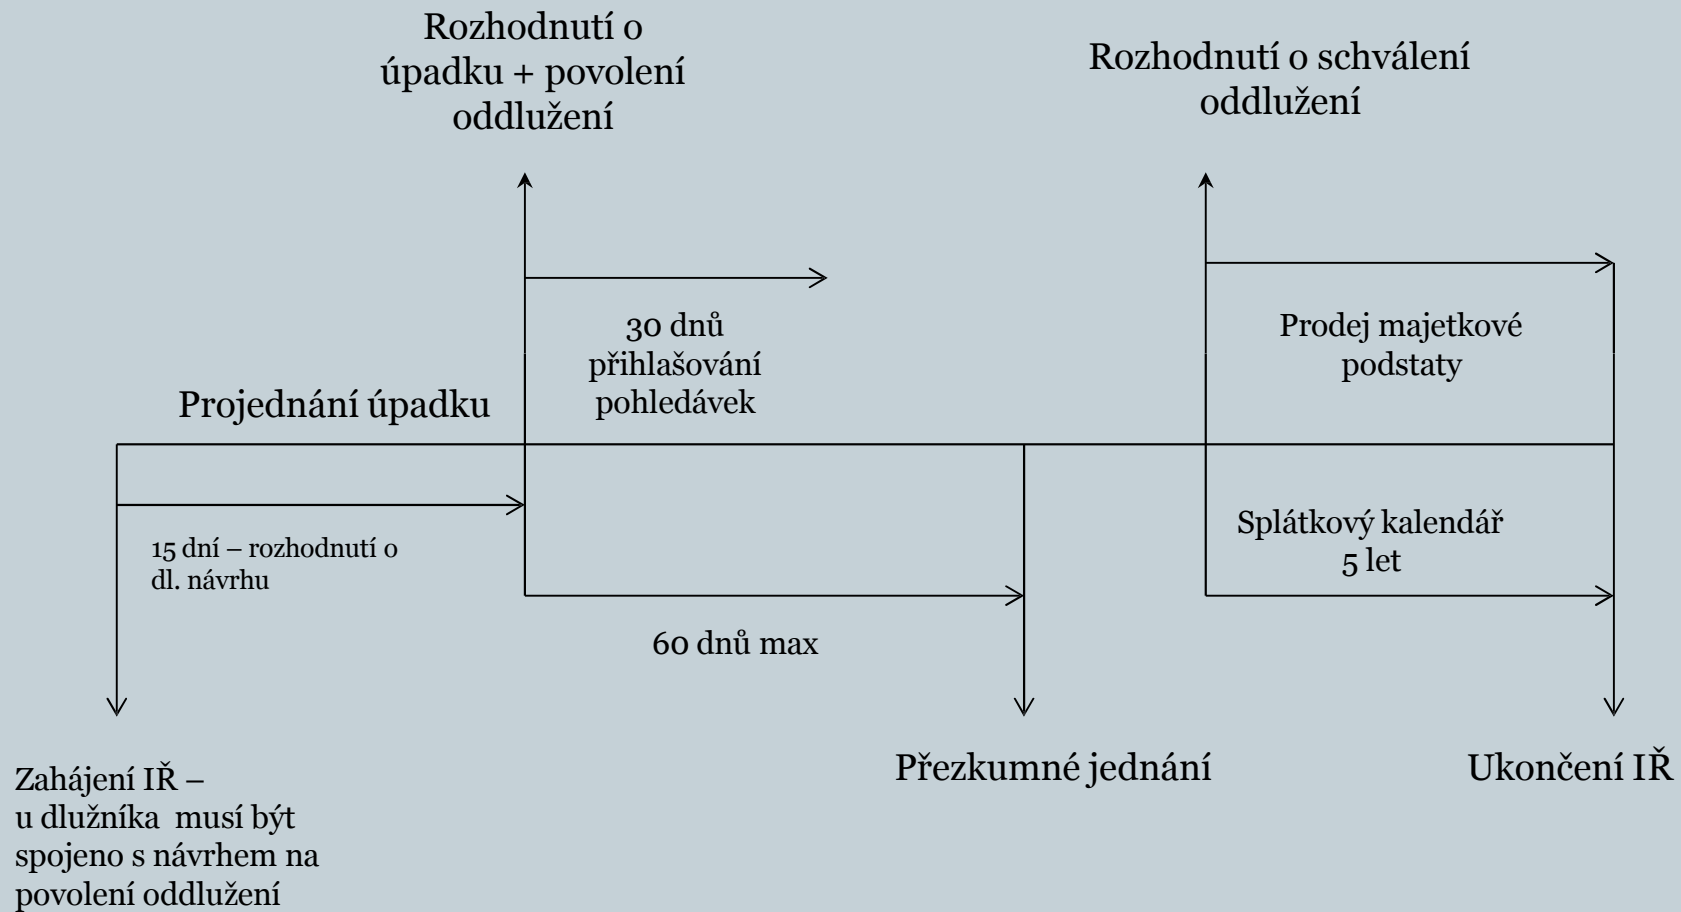 Rozhodnutí o
úpadku + povolení
oddlužení
Rozhodnutí o schválení
oddlužení
30 dnů
přihlašování
pohledávek
Prodej majetkové
podstaty
Projednání úpadku
15 dní – rozhodnutí o
dl. návrhu
Splátkový kalendář
5 let
60 dnů max
Zahájení IŘ –
u dlužníka  musí být
spojeno s návrhem na
povolení oddlužení
Přezkumné jednání
Ukončení IŘ